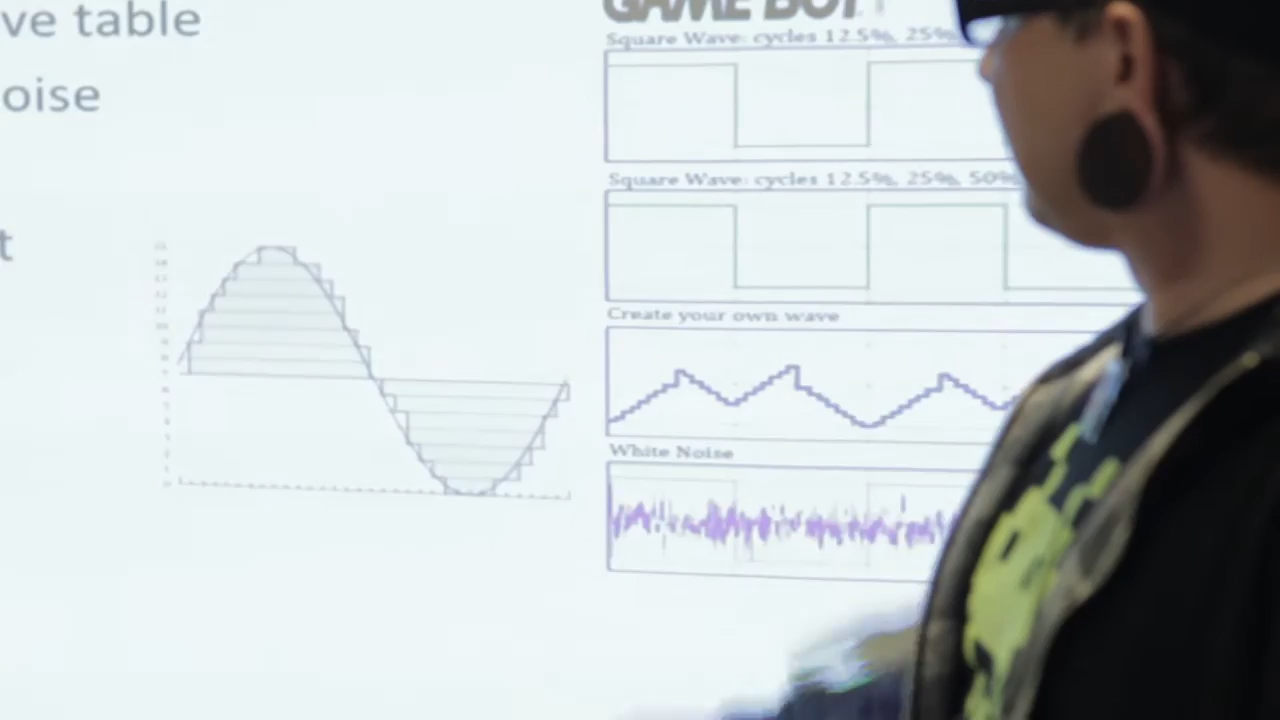 ve table
oise
t
GAME BOY
Square Wave: cycles 12.5%, 25%
Square Wave: cycles 12.5%, 25%, 50%
Create your own wave
White Noise